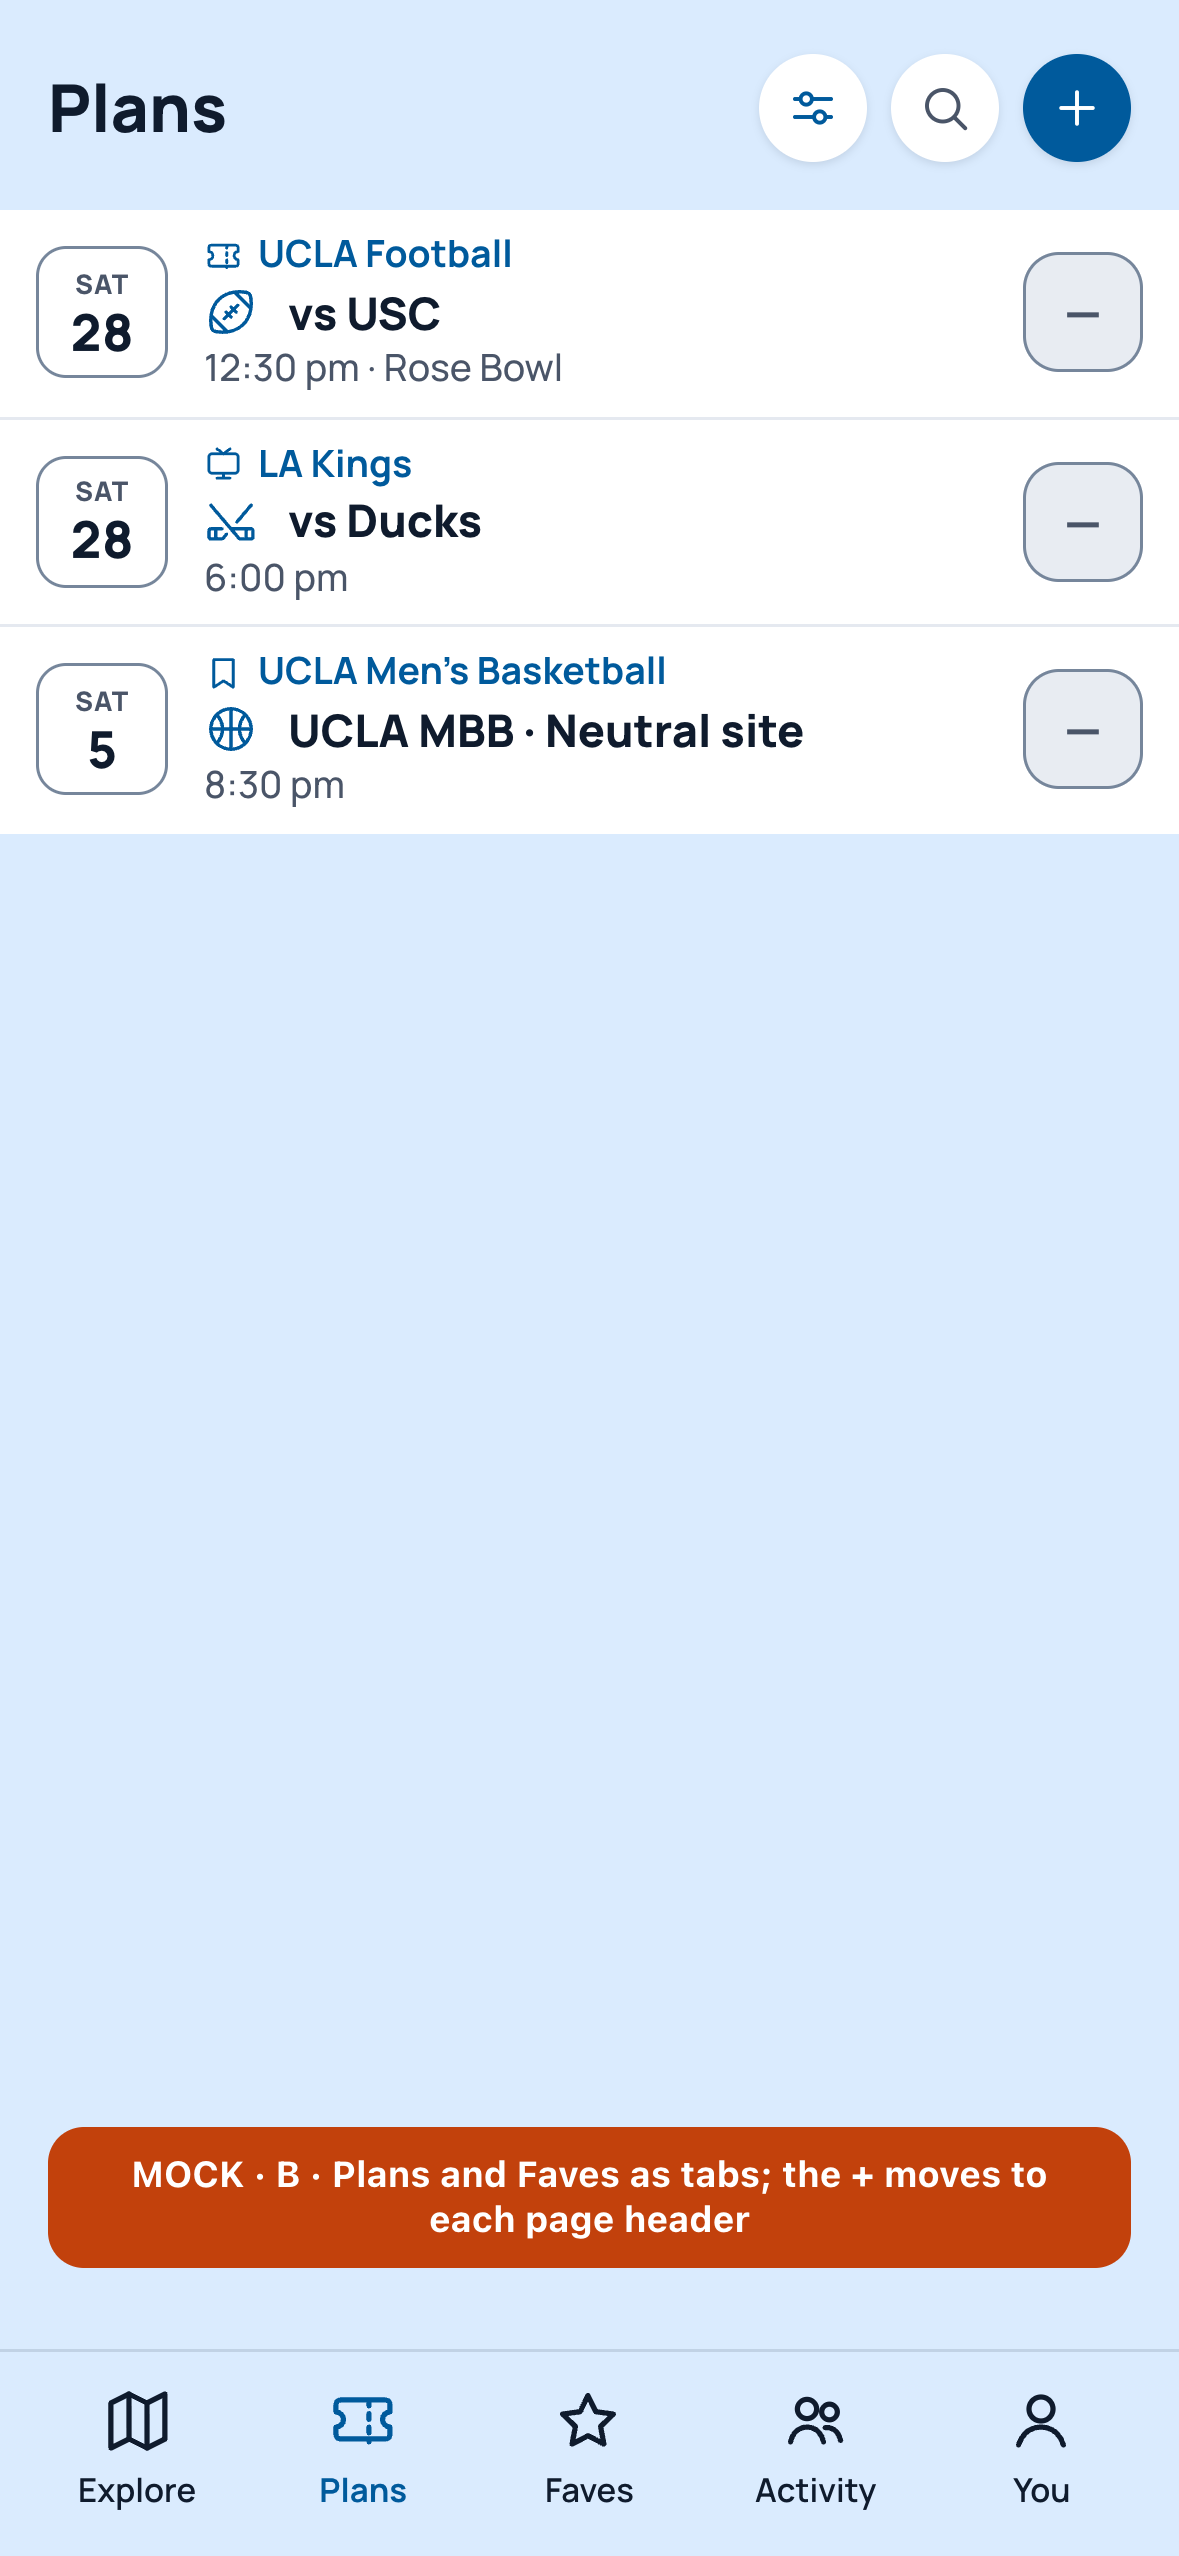 Plans
SAT
28
UCLA Football
vs USC
12:30 pm · Rose Bowl
SAT
28
LA Kings
vs Ducks
6:00 pm
SAT
5
UCLA Men’s Basketball
UCLA MBB · Neutral site
8:30 pm
MOCK · B · Plans and Faves as tabs; the + moves to
each page header
Explore
Plans
Faves
Activity
You